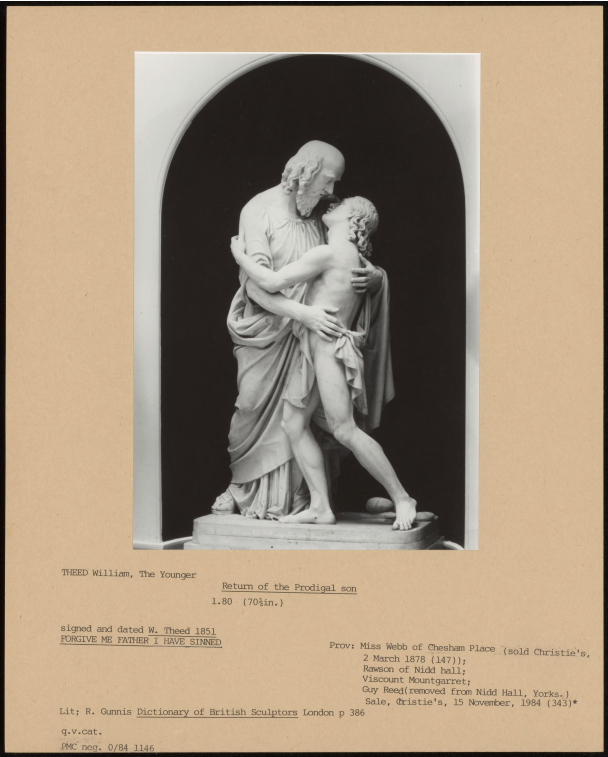 THEED William, The Younger
Return of the Prodigal son
1.80 (70¾in.)
signed and dated W. Theed 1851
FORGIVE ME FATHER I HAVE SINNED
Prov: Miss Webb of Chesham Place (sold Christie's,
2 March 1878 (147));
Rawson of Nidd hall;
Viscount Mountgarret;
Guy Reed(removed from Nidd Hall, Yorks.)
Sale, Christie's, 15 November, 1984 (343)*
Lit; R. Gunnis Dictionary of British Sculptors London p 386
q.v.cat.
PMC neg. 0/84 1146